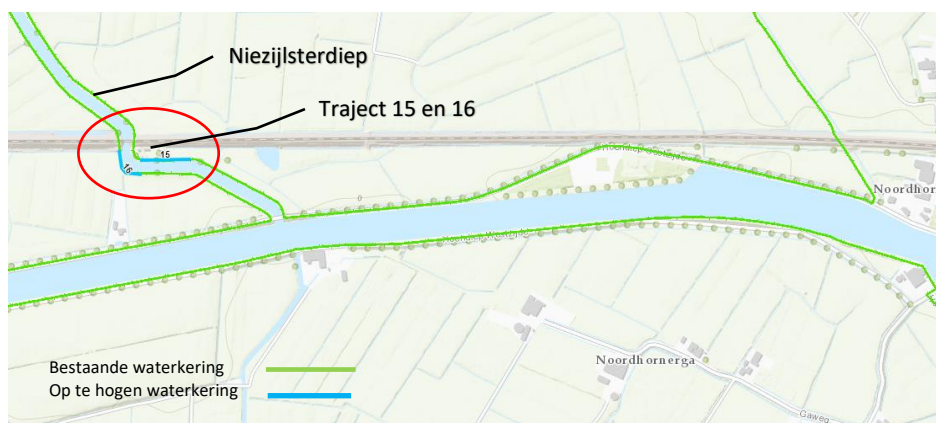 Niezijlsterdiep
Traject 15 en 16
15
16
Noordhor
Noordhornerga
Gaweg
Bestaande waterkering
Op te hogen waterkering